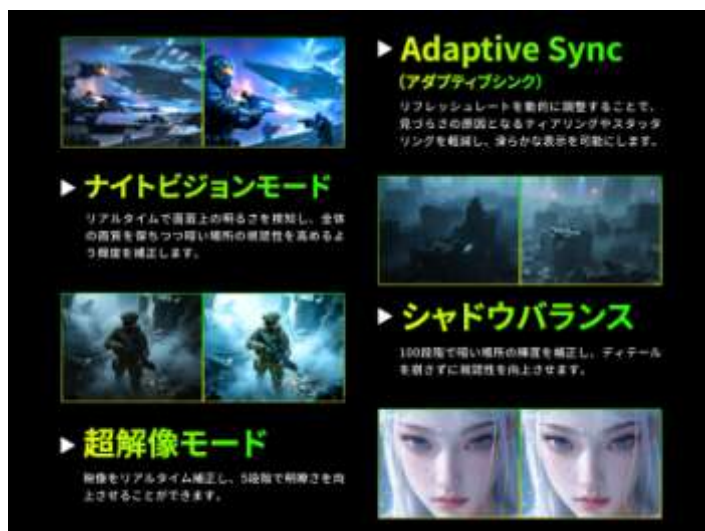 Adaptive Sync
(アダプティブシンク)
リフレッシュレートを動的に調整することで、
見づらさの原因となるティアリングやスタッタ
リングを軽減し、滑らかな表示を可能にします。
ナイトビジョンモード
リアルタイムで画面上の明るさを検知し、全体
の画質を保ちつつ暗い場所の視認性を高めるよ
う輝度を補正します。
シャドウバランス
100段階で暗い場所の輝度を補正し、ディテール
を崩さずに視認性を向上させます。
超解像モード
映像をリアルタイム補正し、5段階で明瞭さを向
上させることができます。